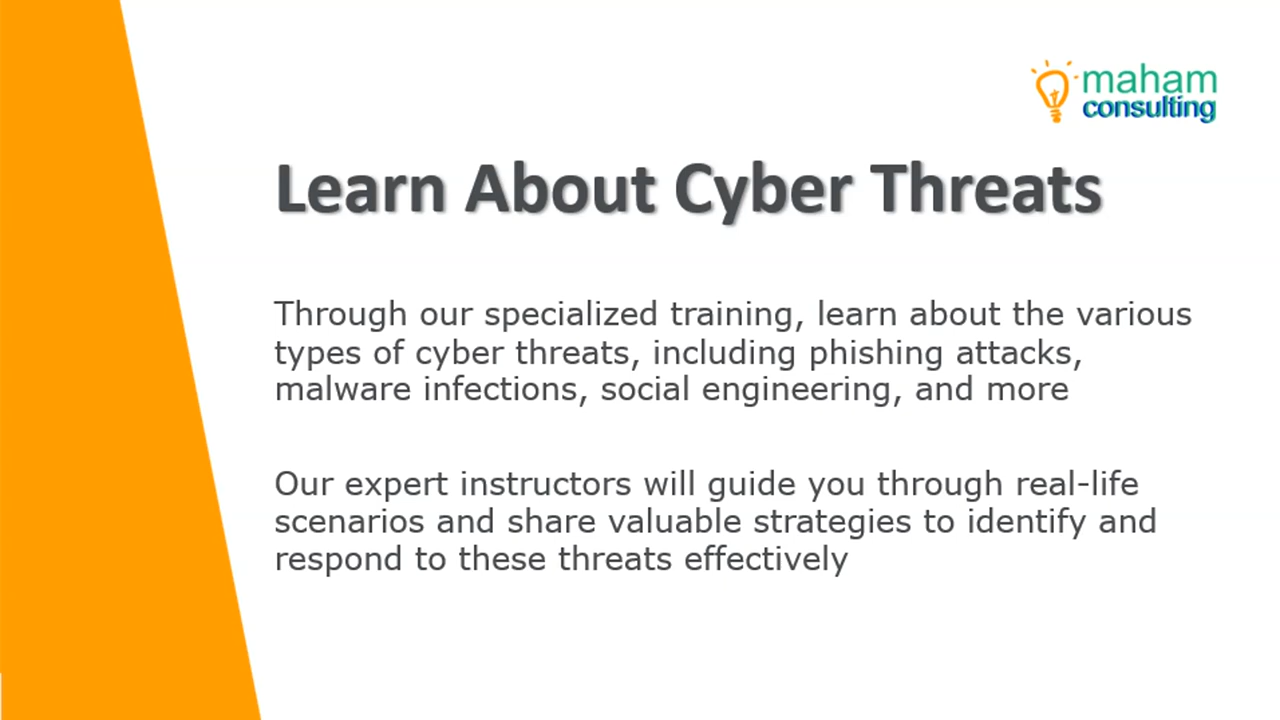 maham
consulting
Learn About Cyber Threats
Through our specialized training, learn about the various
types of cyber threats, including phishing attacks,
malware infections, social engineering, and more
Our expert instructors will guide you through real-life
scenarios and share valuable strategies to identify and
respond to these threats effectively